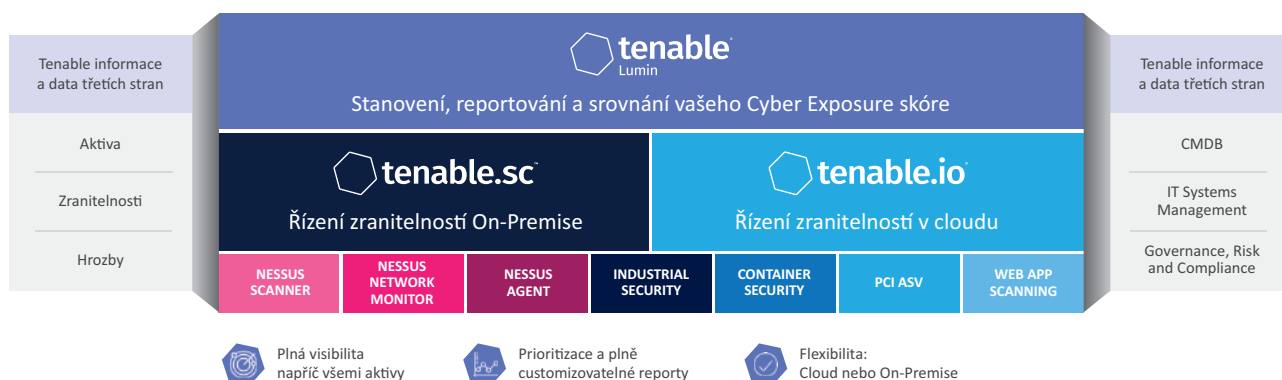 Tenable informace
a data třetích stran
Aktiva
Zranitelnosti
Hrozby
tenable®
Lumin
Stanovení, reportování a srovnání vašeho Cyber Exposure skóre
tenable.sc™
Řízení zranitelností On-Premise
tenable.io®
Řízení zranitelností v cloudu
NESSUS
SCANNER
NESSUS
NETWORK
MONITOR
NESSUS
AGENT
INDUSTRIAL
SECURITY
CONTAINER
SECURITY
PCI ASV
WEB APP
SCANNING
Tenable informace
a data třetích stran
CMDB
IT Systems
Management
Governance, Risk
and Compliance
Plná visibilita
napříč všemi aktivy
Prioritizace a plně
customizovatelné reporty
Flexibilita:
Cloud nebo On-Premise